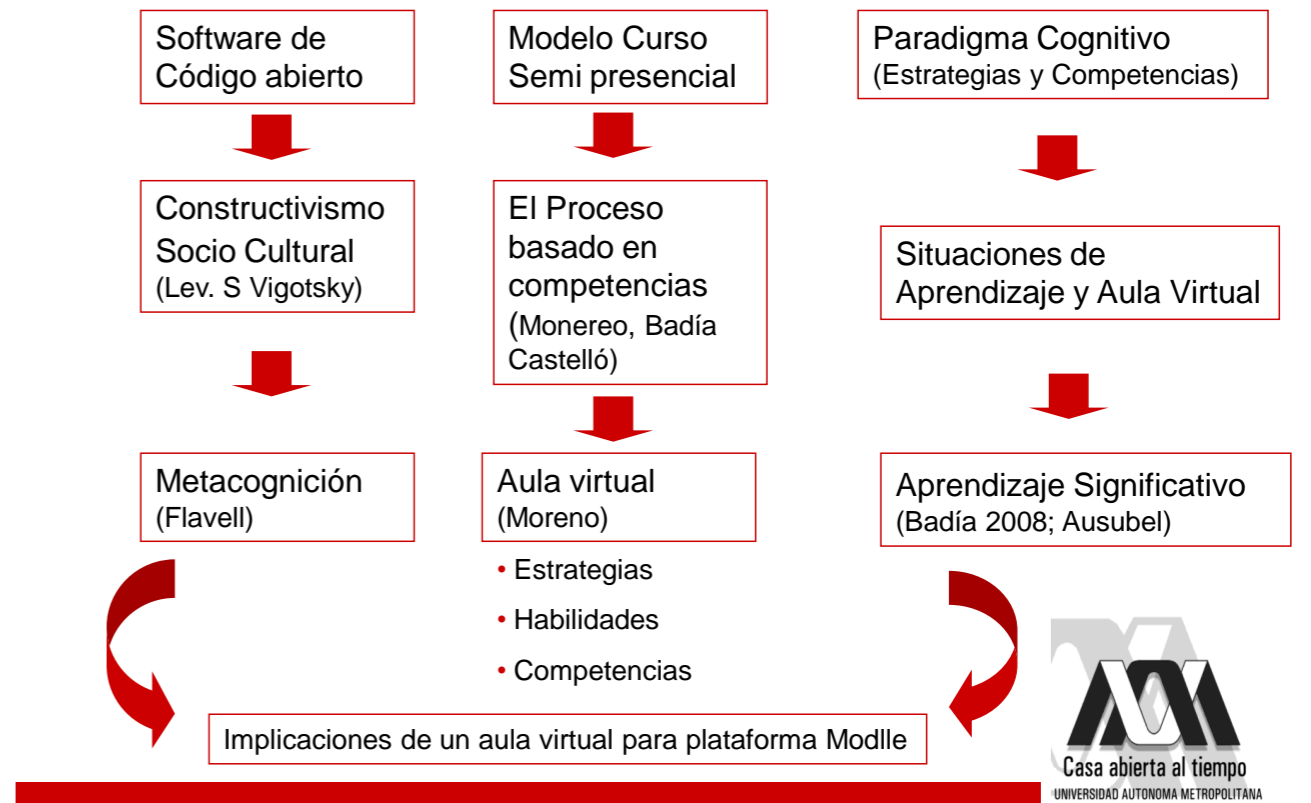 Software de
Código abierto
Modelo Curso
Semi presencial
Paradigma Cognitivo
(Estrategias y Competencias)
Constructivismo
Socio Cultural
(Lev. S Vigotsky)
El Proceso
basado en
competencias
(Monereo, Badía
Castelló)
Situaciones de
Aprendizaje y Aula Virtual
Metacognición
(Flavell)
Aula virtual
(Moreno)
• Estrategias
• Habilidades
• Competencias
Aprendizaje Significativo
(Badía 2008; Ausubel)
Implicaciones de un aula virtual para plataforma Modlle
Casa abierta al tiempo
UNIVERSIDAD AUTONOMA METROPOLITANA